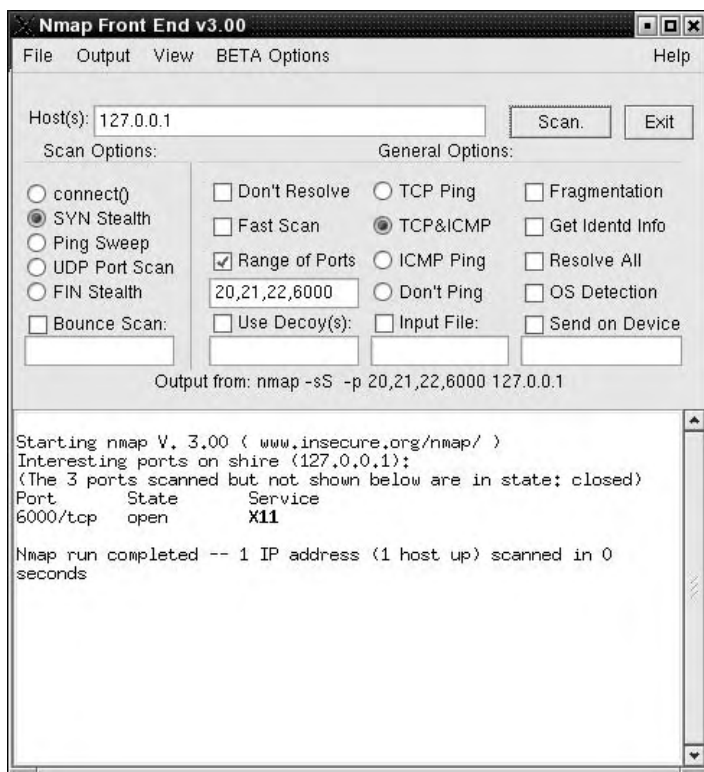 Nmap Front End v3.00
File Output View BETA Options Help
Host(s): 127.0.0.1 Scan. Exit
Scan Options: General Options:
connect() Don't Resolve TCP Ping Fragmentation
SYN Stealth Fast Scan TCP&ICMP Get Identd Info
Ping Sweep
UDP Port Scan Range of Ports ICMP Ping Resolve All
FIN Stealth 20,21,22,6000 Don't Ping OS Detection
Bounce Scan: Use Decoy(s): Input File: Send on Device
Output from: nmap -sS -p 20,21,22,6000 127.0.0.1
Starting nmap V. 3.00 ( www.insecure.org/nmap/ )
Interesting ports on shire (127.0.0.1):
(The 3 ports scanned but not shown below are in state: closed)
Port State Service
6000/tcp open X11
Nmap run completed -- 1 IP address (1 host up) scanned in 0
seconds